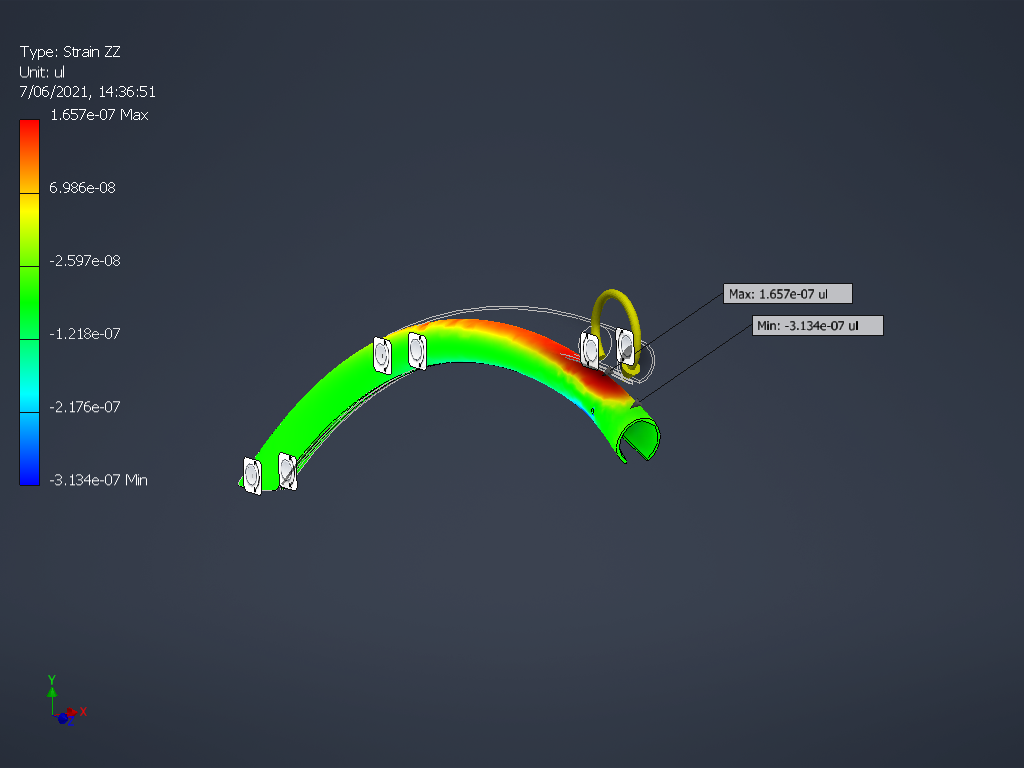 Type: Strain ZZ
Unit: ul
7/06/2021, 14:36:51
1.657e-07 Max
6.986e-08
-2.597e-08
-1.218e-07
-2.176e-07
-3.134e-07 Min
Max: 1.657e-07 ul
Min: -3.134e-07 ul
Y
X
Z